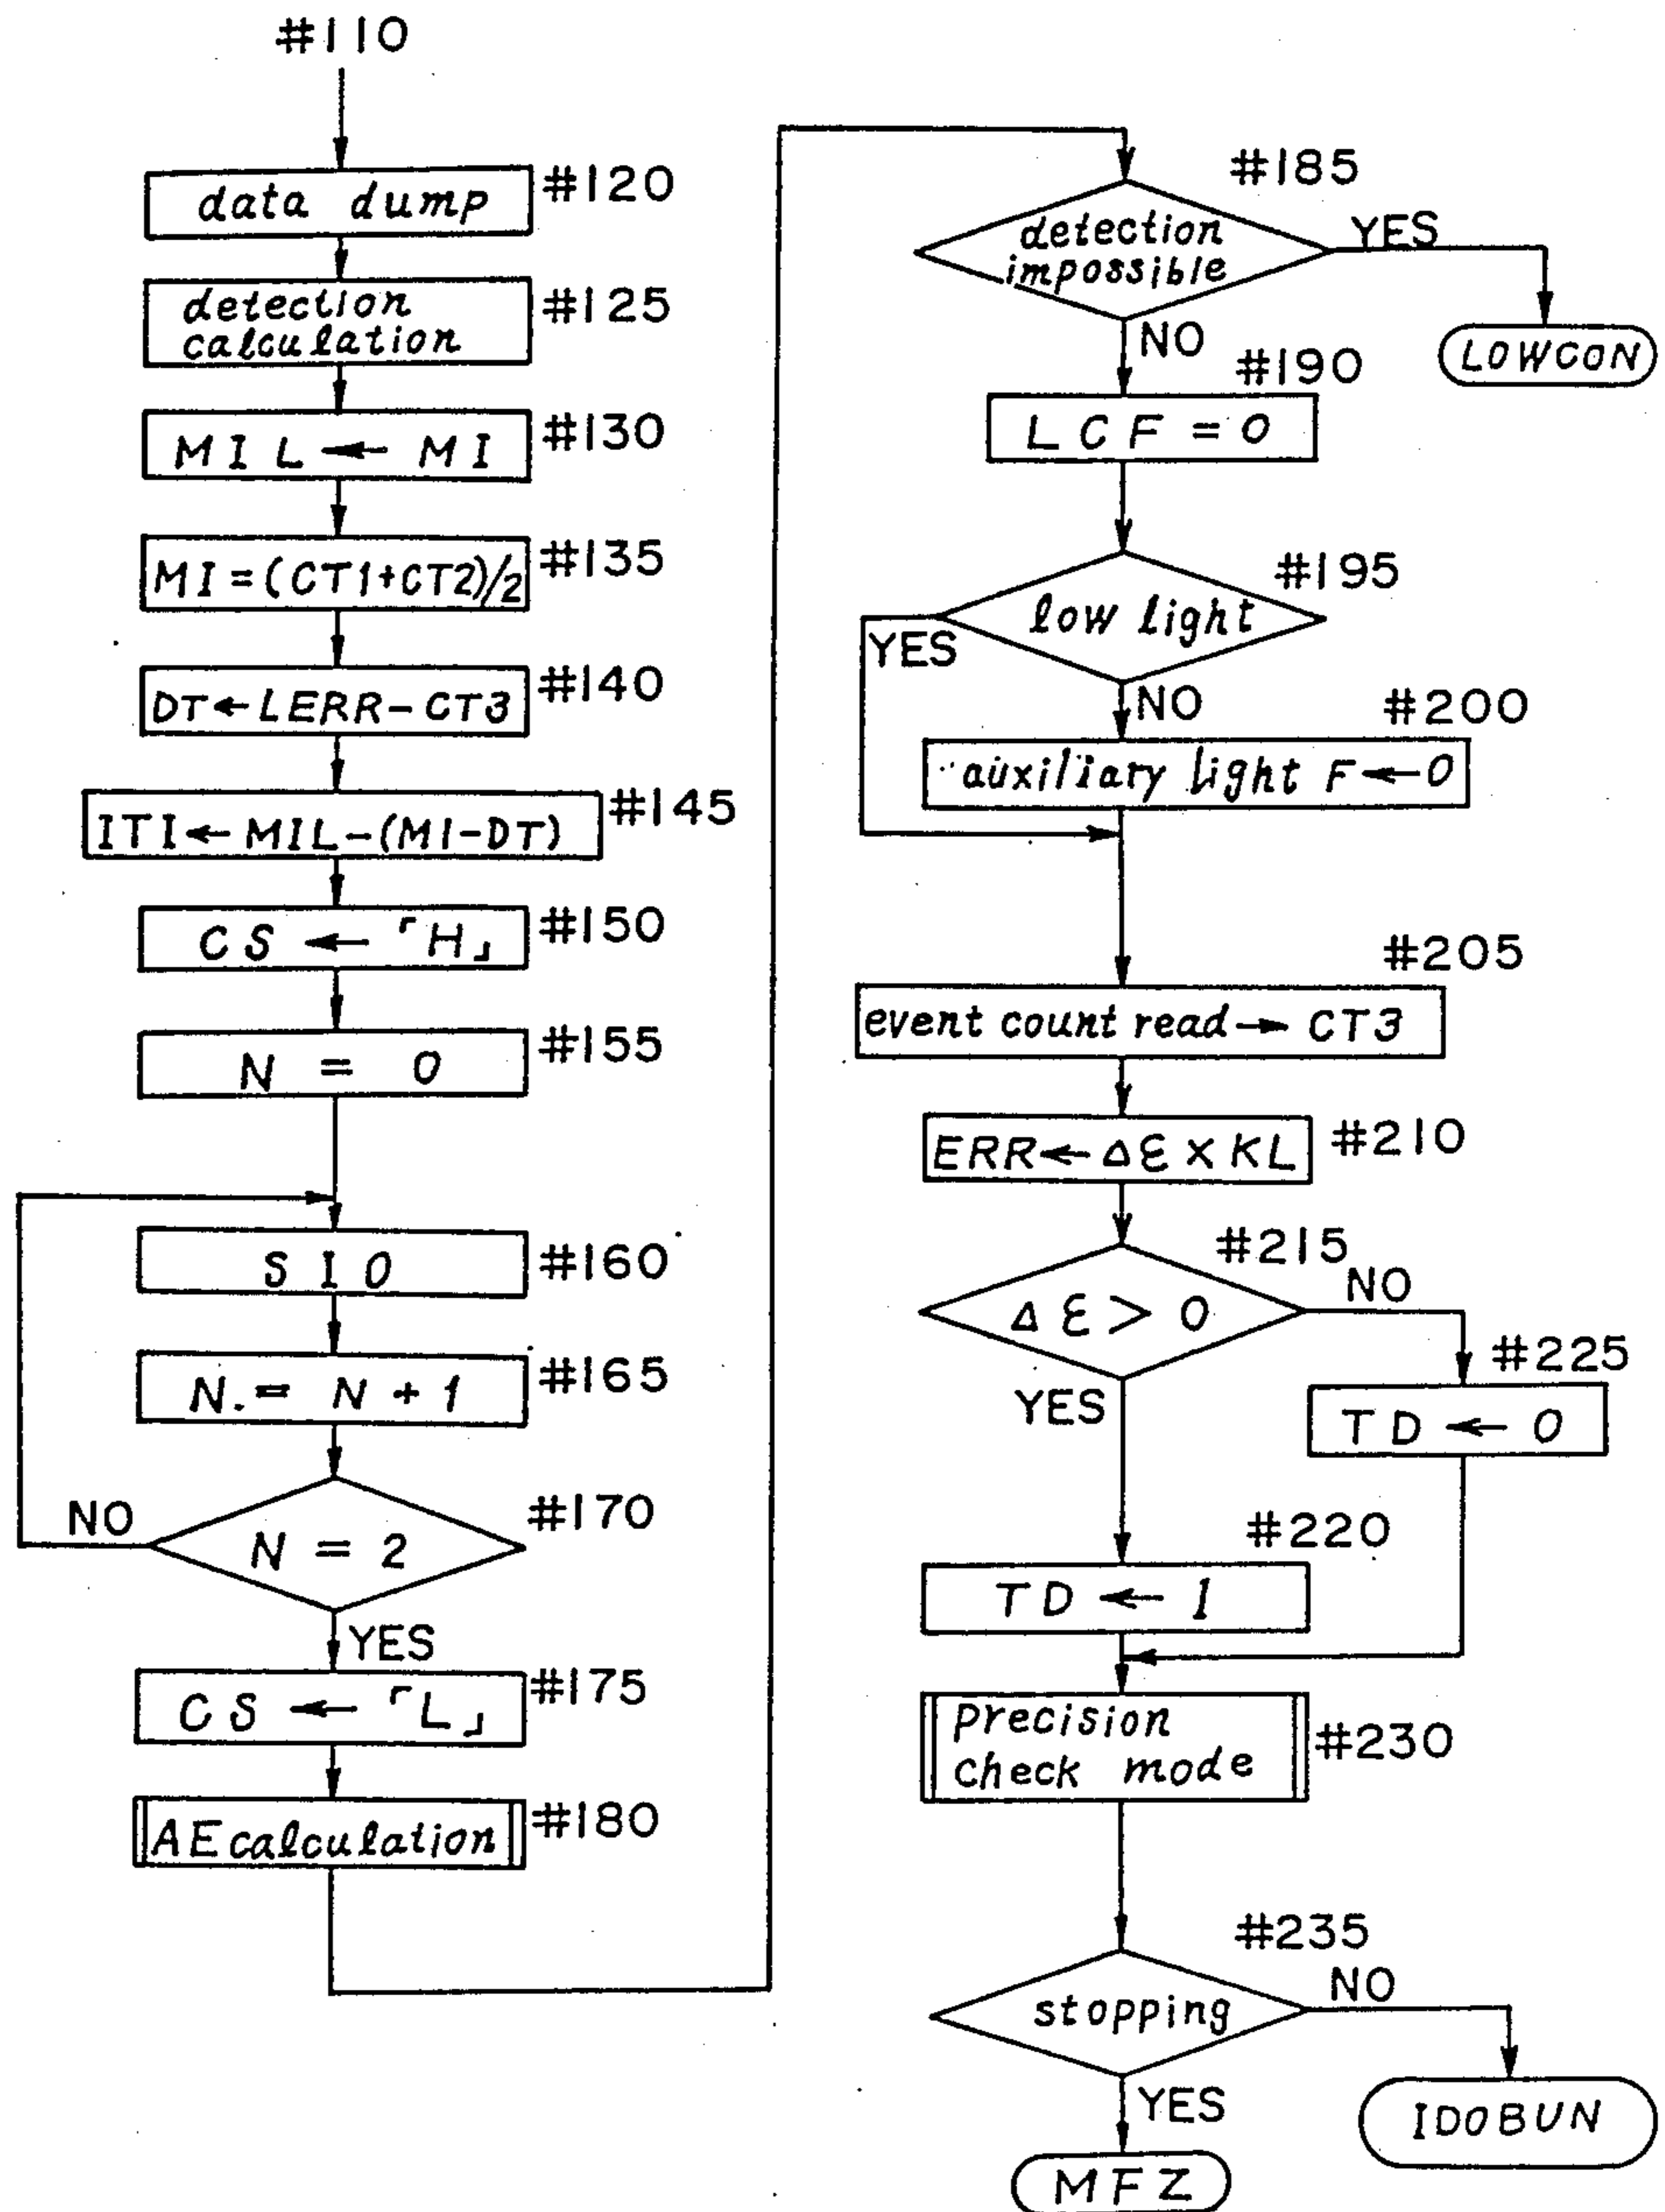 #110
data dump #120
detection
calculation
#125
MIL ← MI #130
MI=(CT1+CT2)/2 #135
DT←LERR-CT3 #140
ITI←MIL-(MI-DT) #145
CS ← 「H」 #150
N = 0 #155
SIO #160
N. = N + 1 #165
NO
N = 2
#170
YES
CS ← 「L」 #175
AE calculation #180
#185
detection
impossible
YES
LOWCON
NO
#190
LCF = 0
#195
low light
YES
NO
#200
auxiliary light F←0
#205
event count read→ CT3
ERR←Δε×KL #210
#215
Δε> 0
NO
#225
TD ← 0
YES
#220
TD ← 1
precision
check mode
#230
#235
stopping
NO
IDOBUN
YES
MFZ